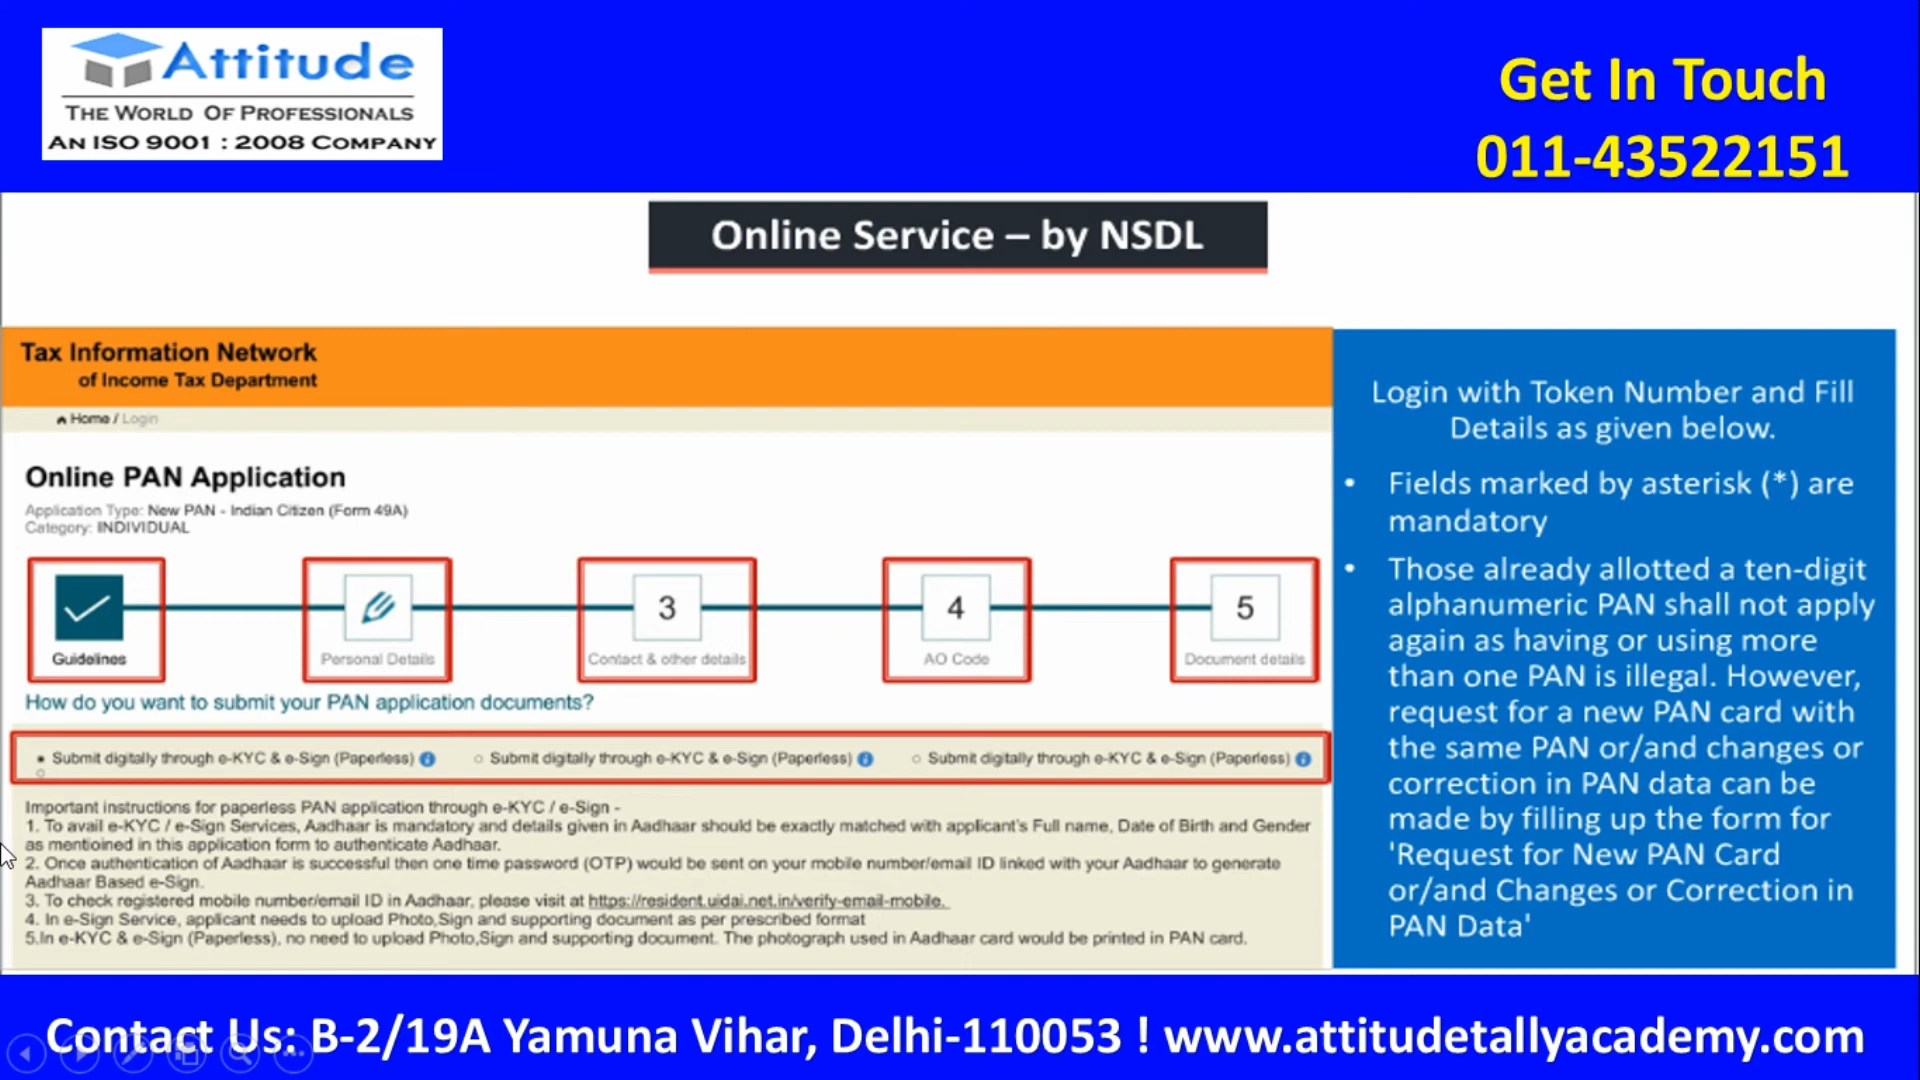 Attitude
THE WORLD OF PROFESSIONALS
AN ISO 9001 : 2008 COMPANY
Get In Touch
011-43522151
Online Service – by NSDL
Tax Information Network
of Income Tax Department
Home / Login
Online PAN Application
Application Type: New PAN - Indian Citizen (Form 49A)
Category: INDIVIDUAL
Guidelines
Personal Details
3
Contact & other details
4
AO Code
5
Document details
How do you want to submit your PAN application documents?
Submit digitally through e-KYC & e-Sign (Paperless) i Submit digitally through e-KYC & e-Sign (Paperless) i Submit digitally through e-KYC & e-Sign (Paperless) i
Important instructions for paperless PAN application through e-KYC / e-Sign -
1. To avail e-KYC / e-Sign Services, Aadhaar is mandatory and details given in Aadhaar should be exactly matched with applicant's Full name, Date of Birth and Gender
as mentioined in this application form to authenticate Aadhaar.
2. Once authentication of Aadhaar is successful then one time password (OTP) would be sent on your mobile number/email ID linked with your Aadhaar to generate
Aadhaar Based e-Sign.
3. To check registered mobile number/email ID in Aadhaar, please visit at https://resident.uidai.net.in/verify-email-mobile.
4. In e-Sign Service, applicant needs to upload Photo,Sign and supporting document as per prescribed format
5.In e-KYC & e-Sign (Paperless), no need to upload Photo,Sign and supporting document. The photograph used in Aadhaar card would be printed in PAN card.
Login with Token Number and Fill
Details as given below.
• Fields marked by asterisk (*) are
mandatory
• Those already allotted a ten-digit
alphanumeric PAN shall not apply
again as having or using more
than one PAN is illegal. However,
request for a new PAN card with
the same PAN or/and changes or
correction in PAN data can be
made by filling up the form for
'Request for New PAN Card
or/and Changes or Correction in
PAN Data'
Contact Us: B-2/19A Yamuna Vihar, Delhi-110053 ! www.attitudetallyacademy.com